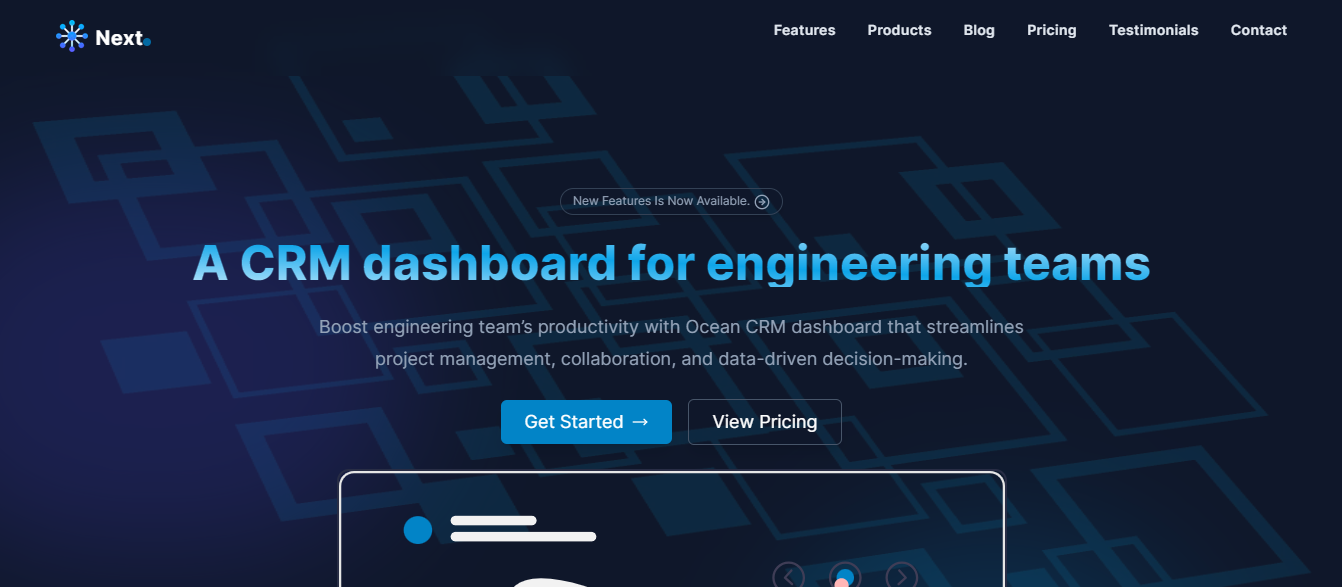 Next
Features Products Blog Pricing Testimonials Contact
New Features Is Now Available.
A CRM dashboard for engineering teams
Boost engineering team’s productivity with Ocean CRM dashboard that streamlines
project management, collaboration, and data-driven decision-making.
Get Started →
View Pricing